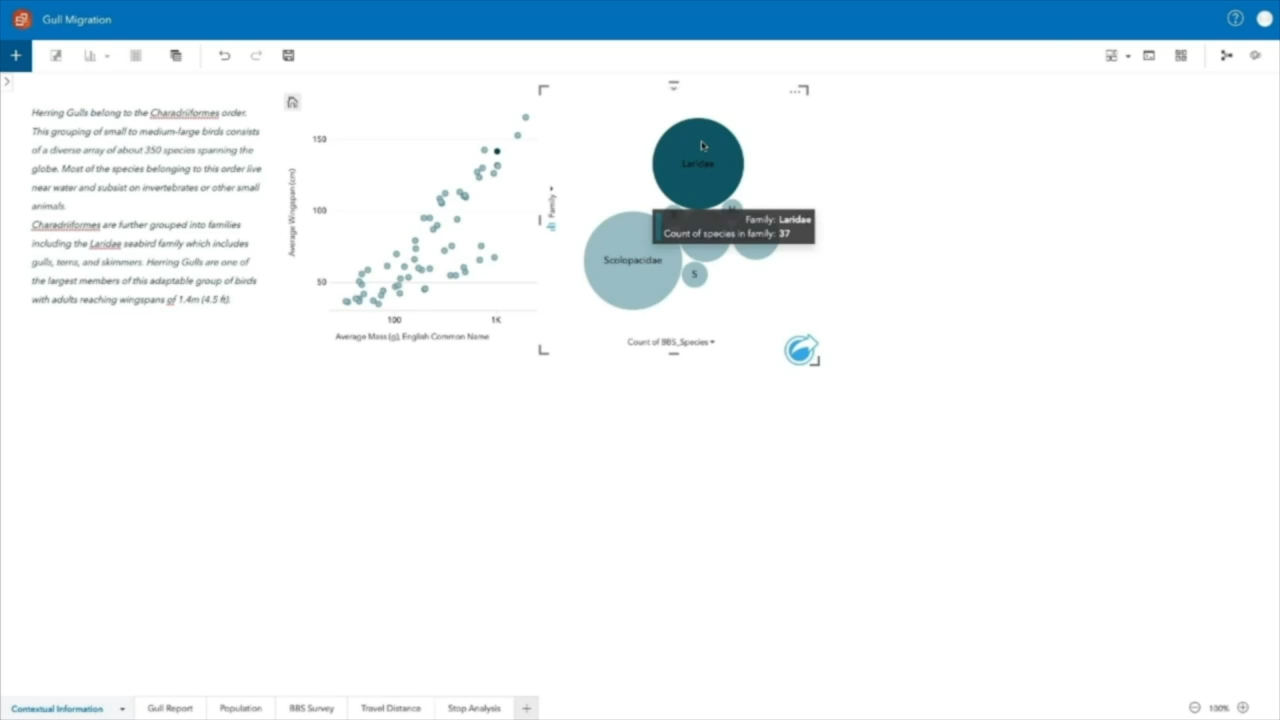 Gull Migration
Herring Gulls belong to the Charadriiformes order.
This grouping of small to medium-large birds consists
of a diverse array of about 350 species spanning the
globe. Most of the species belonging to this order live
near water and subsist on invertebrates or other small
animals.
Charadriiformes are further grouped into families
including the Laridae seabird family which includes
gulls, terns, and skimmers. Herring Gulls are one of
the largest members of this adaptable group of birds
with adults reaching wingspans of 1.4m (4.5 ft).
Average Wingspan (cm)
150
100
50
100
1K
Average Mass (g), English Common Name
Family
Laridae
Family: Laridae
Count of species in family: 37
Scolopacidae
S
Count of BBS_Species
Contextual Information
Gull Report
Population
BBS Survey
Travel Distance
Stop Analysis
100%